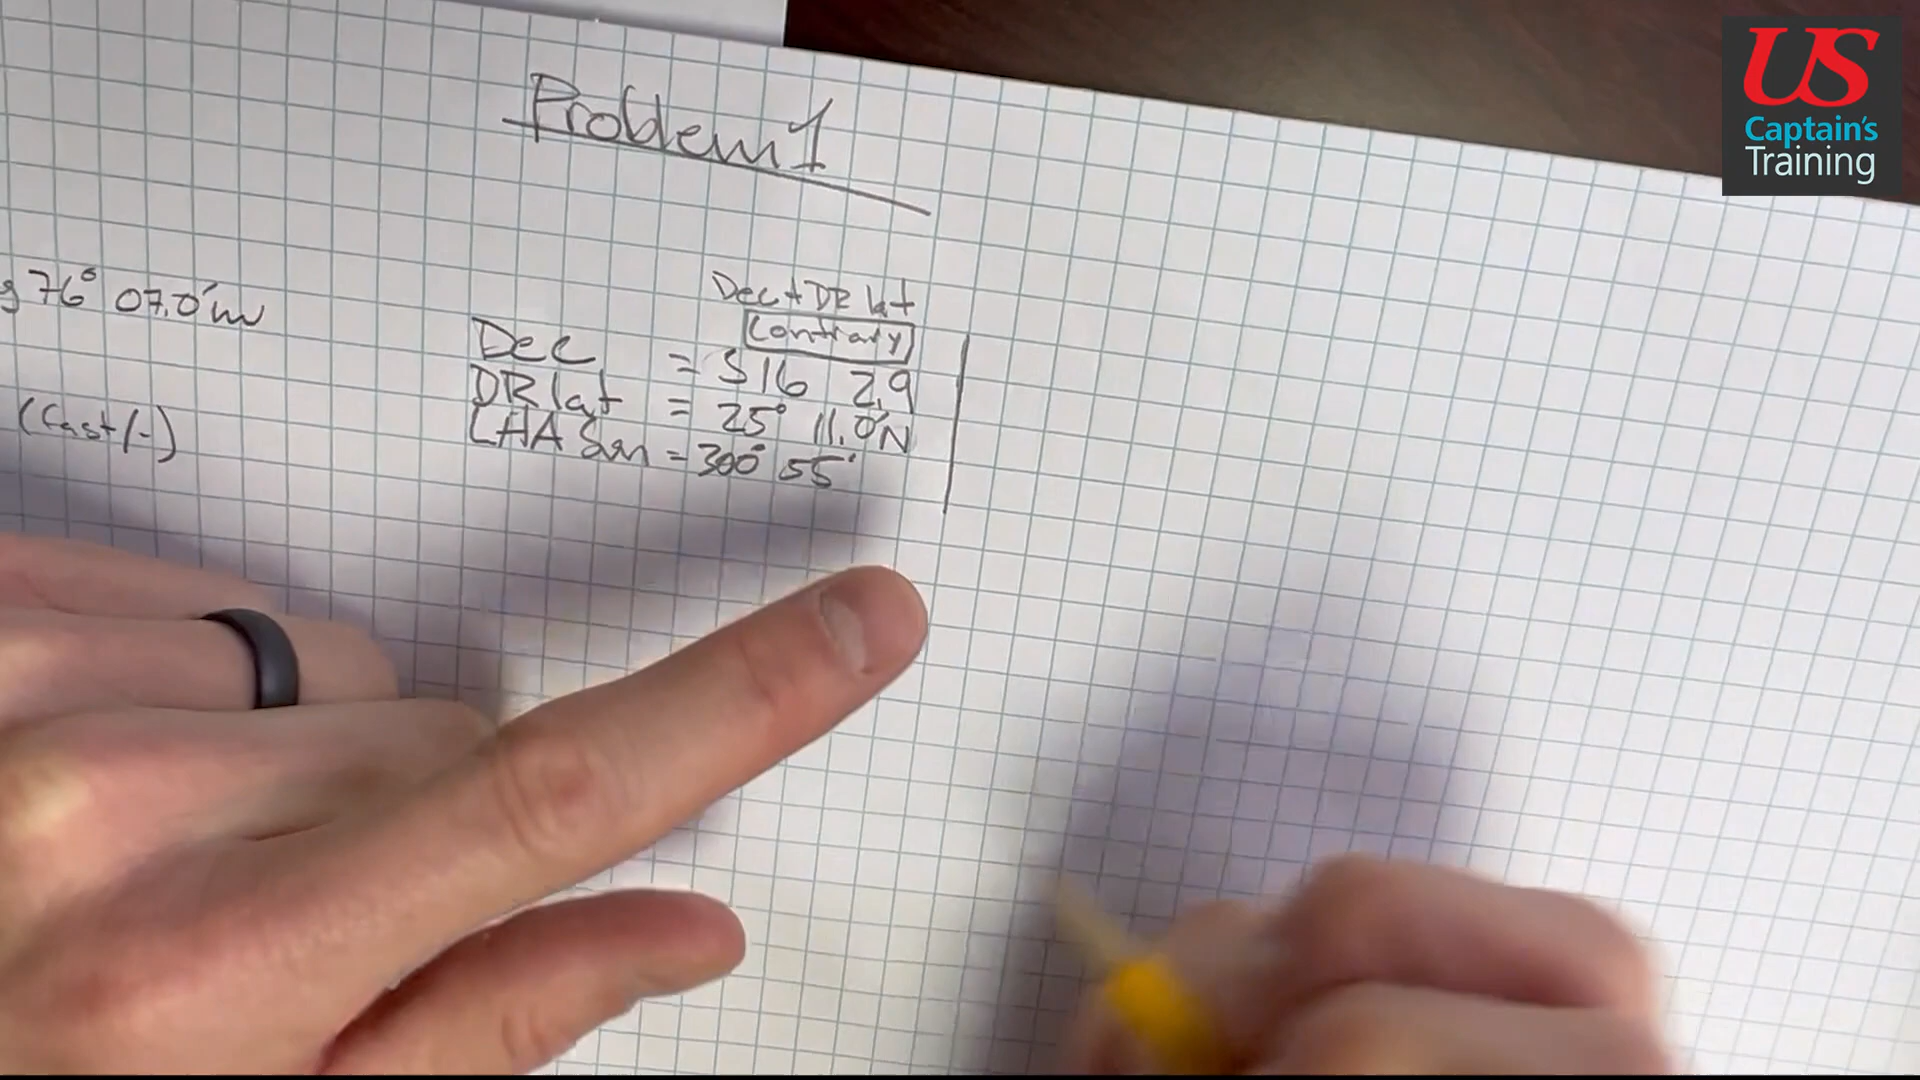 Problem 1
US
Captain's
Training
g 76° 07.0'W
(fast/-)
Dec + DR lat
Contrary
Dec = S16 2.9
DR lat = 25° 11.0'N
LHA Sun = 300° 55'